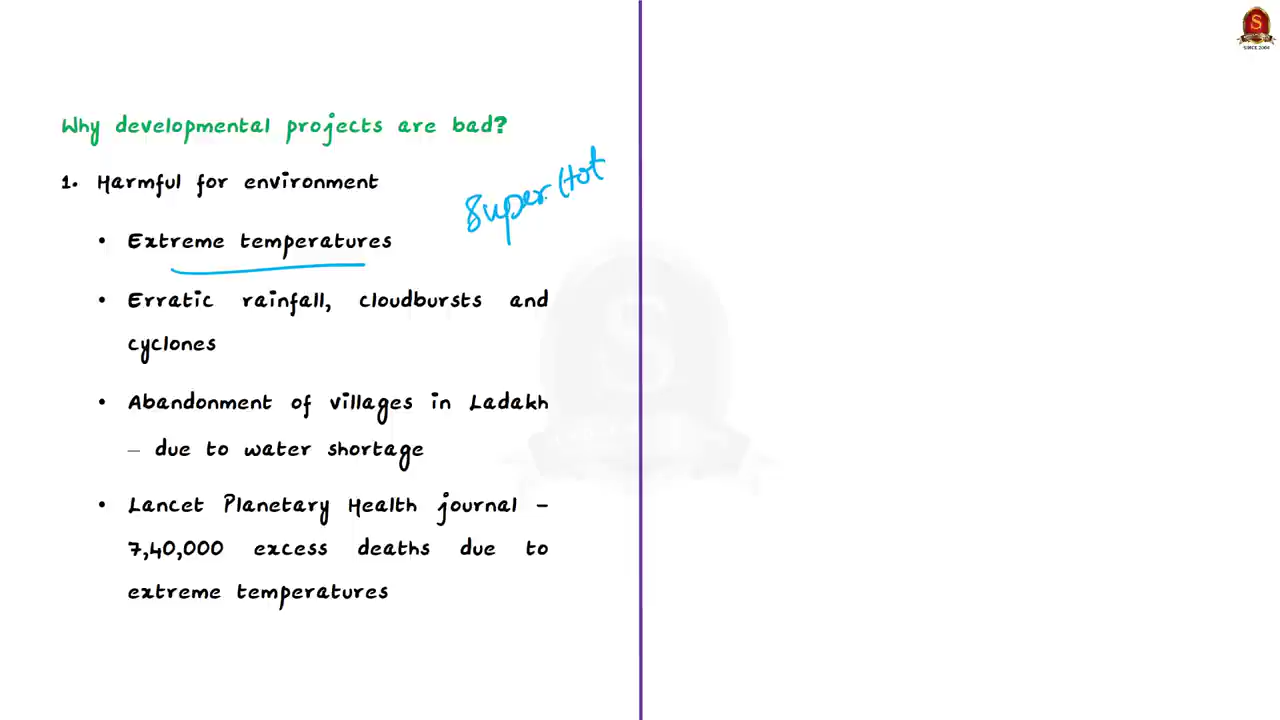 Why developmental projects are bad?
1. Harmful for environment
Super Hot
• Extreme temperatures
• Erratic rainfall, cloudbursts and
cyclones
• Abandonment of villages in Ladakh
– due to water shortage
• Lancet Planetary Health journal –
7,40,000 excess deaths due to
extreme temperatures
S
SINCE 2004